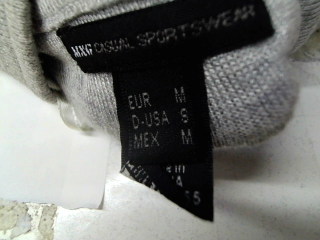 MNG CASUAL SPORTSWEAR
EUR M
D-USA S
MEX M